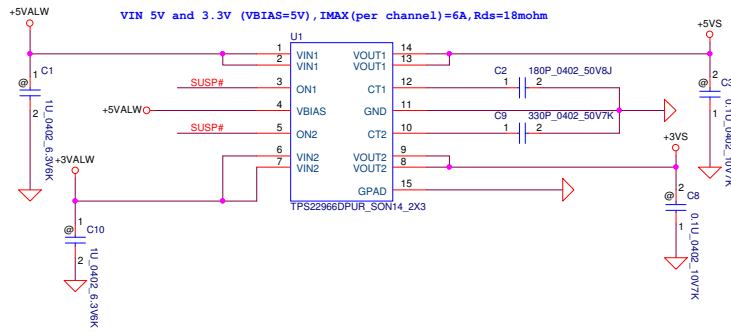 VIN 5V and 3.3V (VBIAS=5V),IMAX(per channel)=6A,Rds=18mohm
+5VALW
+5VS
U1
1 VIN1 VOUT1 14
2 VIN1 VOUT1 13
@ C1 1 2 1U_0402_6.3V6K
SUSP# 3 ON1 CT1 12
C2 180P_0402_50V8J 1 2
@ C3 2 1 0.1U_0402_10V7K
+5VALW 4 VBIAS GND 11
SUSP# 5 ON2 CT2 10
C9 330P_0402_50V7K 1 2
+3VALW
+3VS
6 VIN2 VOUT2 9
7 VIN2 VOUT2 8
GPAD 15
TPS22966DPUR_SON14_2X3
@ C10 1 2 1U_0402_6.3V6K
@ C8 2 1 0.1U_0402_10V7K